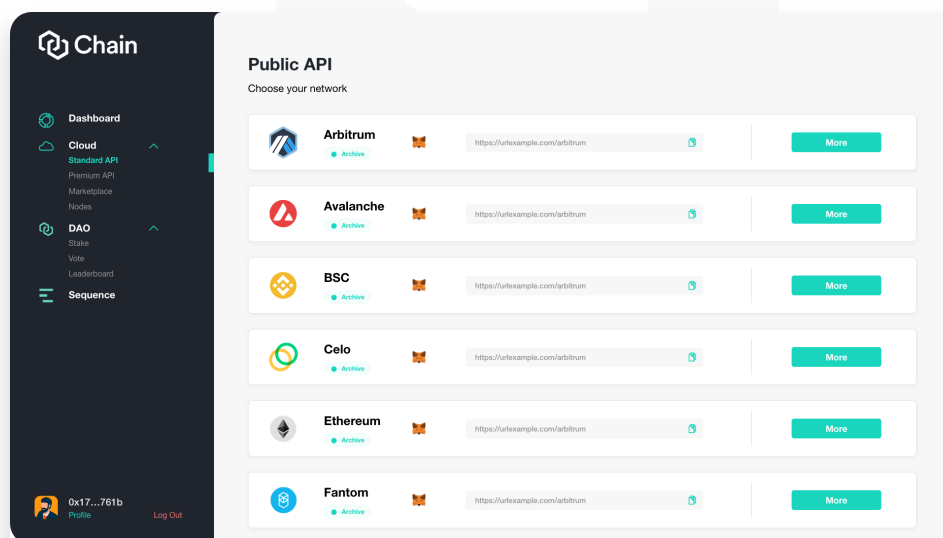 Chain
Dashboard
Cloud
Standard API
Premium API
Marketplace
Nodes
DAO
Stake
Vote
Leaderboard
Sequence
0x17...761b
Profile
Log Out
Public API
Choose your network
Arbitrum
Archive
https://urlexample.com/arbitrum
More
Avalanche
Archive
https://urlexample.com/arbitrum
More
BSC
Archive
https://urlexample.com/arbitrum
More
Celo
Archive
https://urlexample.com/arbitrum
More
Ethereum
Archive
https://urlexample.com/arbitrum
More
Fantom
Archive
https://urlexample.com/arbitrum
More